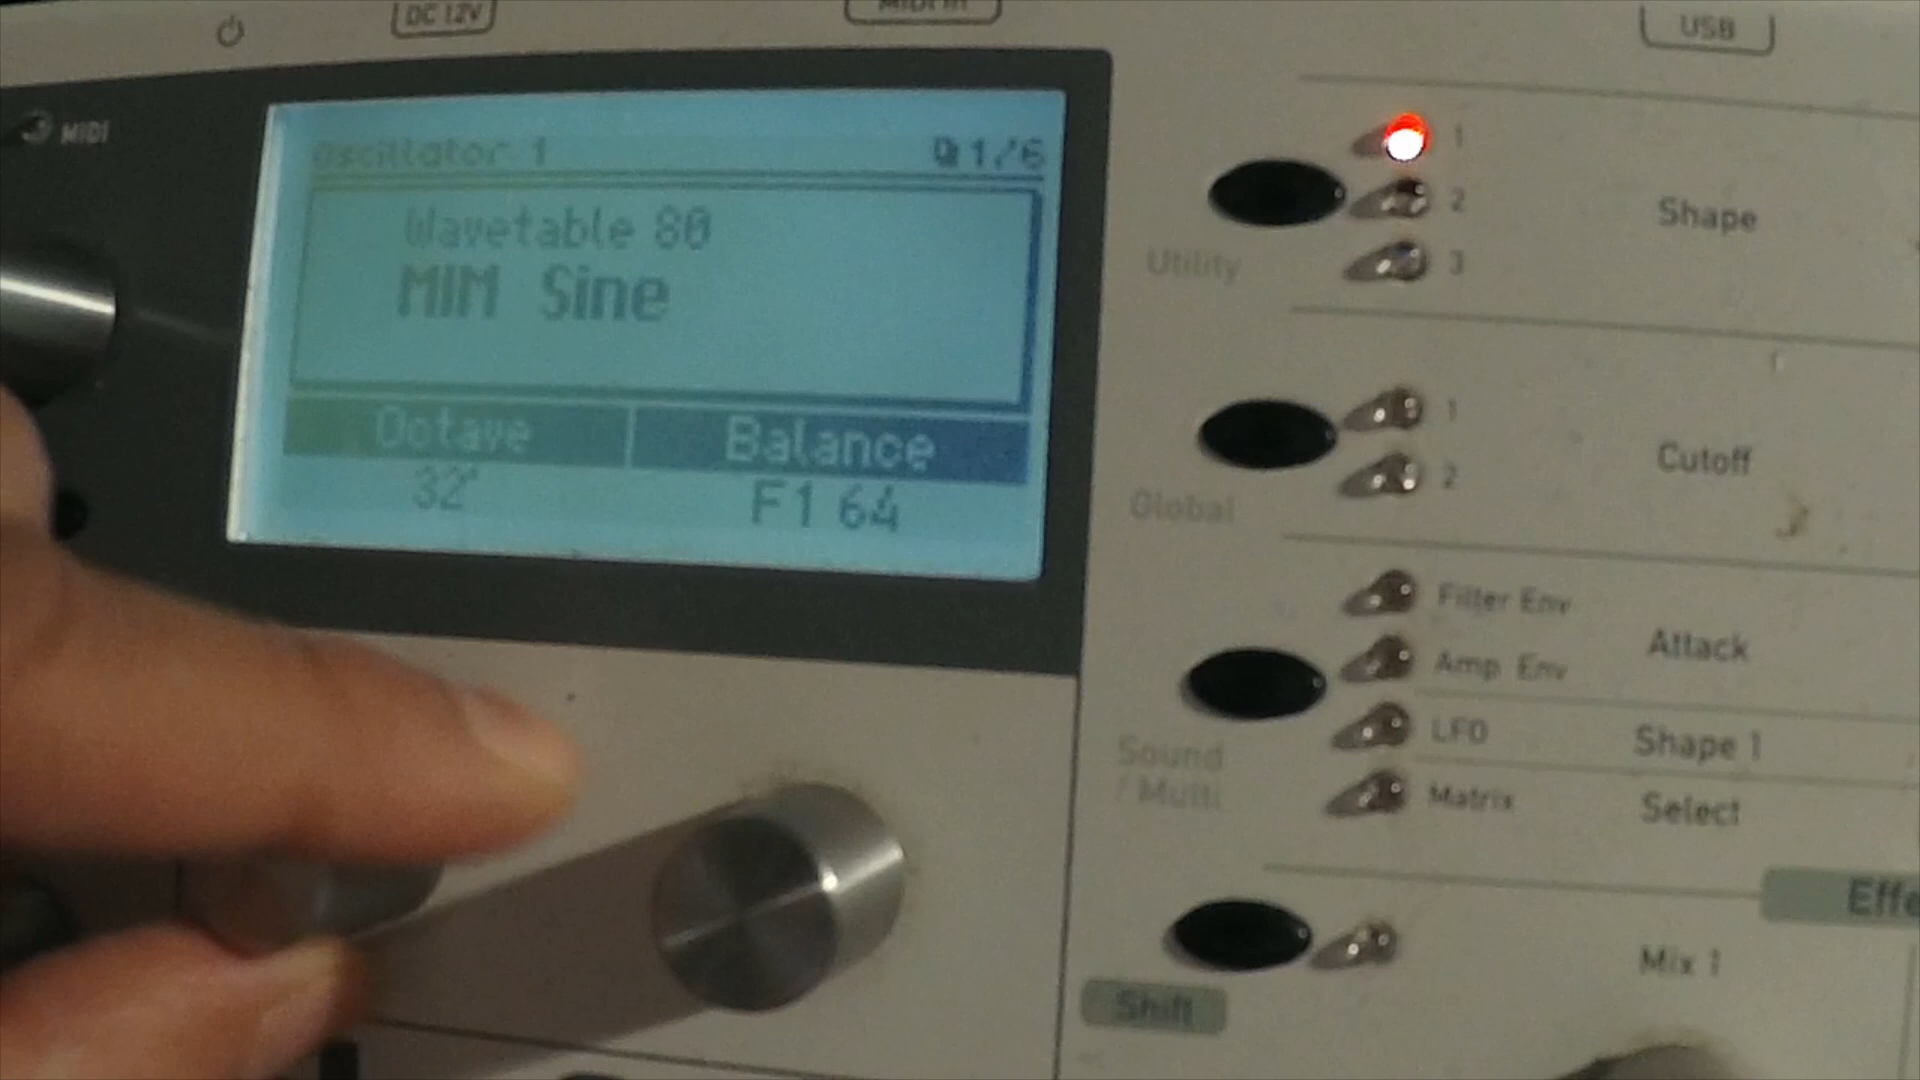 DC 12V
MIDI In
USB
MIDI
Oscillator 1
1/6
Wavetable 80
MIM Sine
Octave
Balance
32'
F1 64
1
2
3
Shape
Utility
1
2
Cutoff
Global
Filter Env
Amp Env
Attack
LFO
Shape 1
Matrix
Select
Sound
/ Multi
Mix 1
Shift